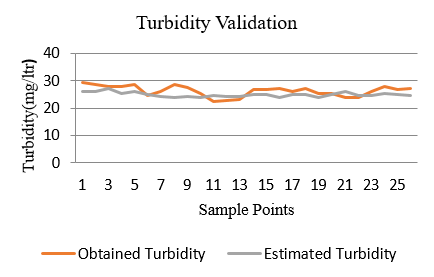 Turbidity Validation
Turbidity(mg/ltr)
40
30
20
10
0
1 3 5 7 9 11 13 15 17 19 21 23 25
Sample Points
Obtained Turbidity Estimated Turbidity